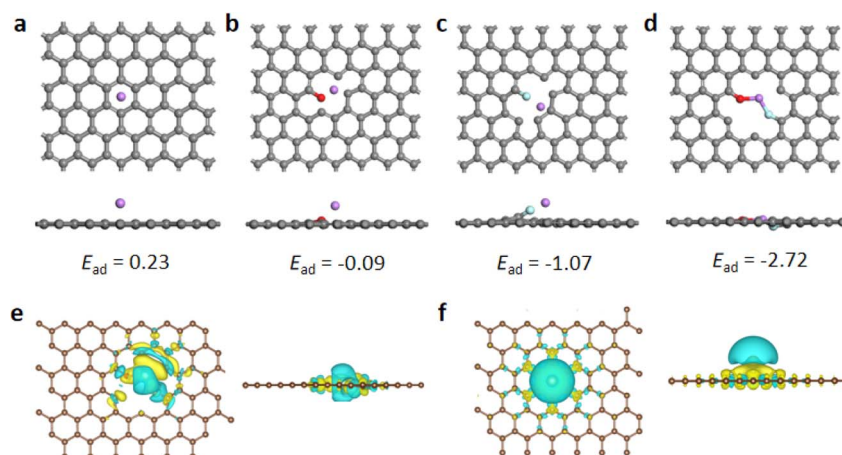 a b c d
E_ad = 0.23 E_ad = -0.09 E_ad = -1.07 E_ad = -2.72
e f